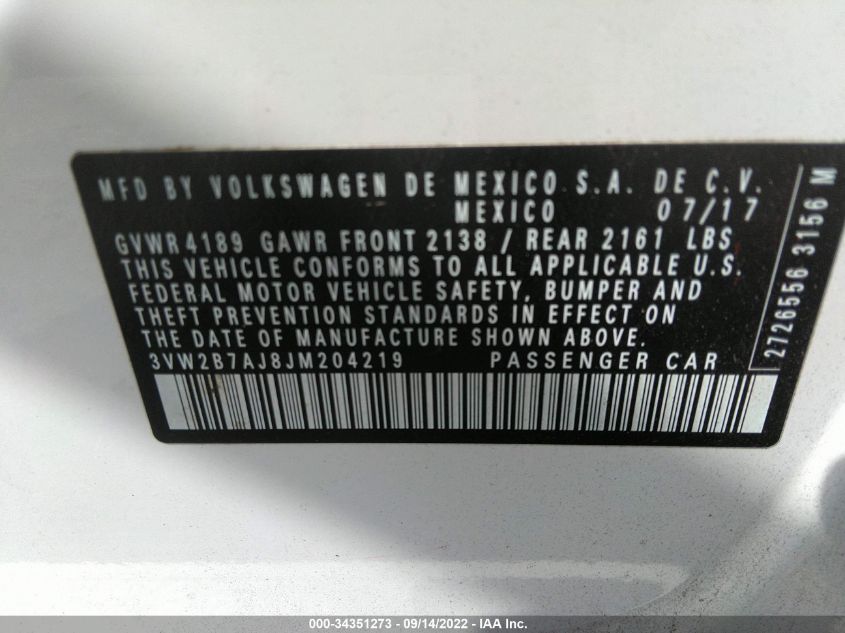 MFD BY VOLKSWAGEN DE MEXICO S.A. DE C.V.
MEXICO 07/17
GVWR 4189 GAWR FRONT 2138 / REAR 2161 LBS
THIS VEHICLE CONFORMS TO ALL APPLICABLE U.S.
FEDERAL MOTOR VEHICLE SAFETY, BUMPER AND
THEFT PREVENTION STANDARDS IN EFFECT ON
THE DATE OF MANUFACTURE SHOWN ABOVE.
3VW2B7AJ8JM204219 PASSENGER CAR
2726556 3156 M
000-34351273 - 09/14/2022 - IAA Inc.